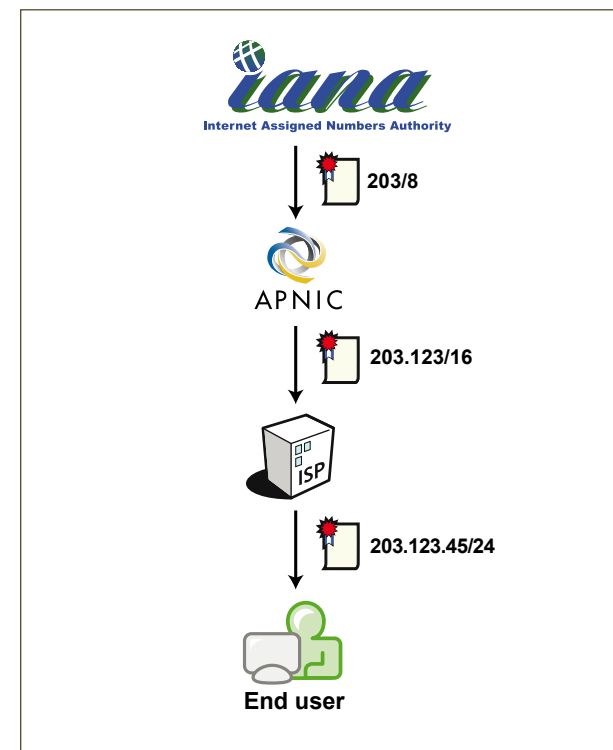 iana
Internet Assigned Numbers Authority
203/8
APNIC
203.123/16
ISP
203.123.45/24
End user